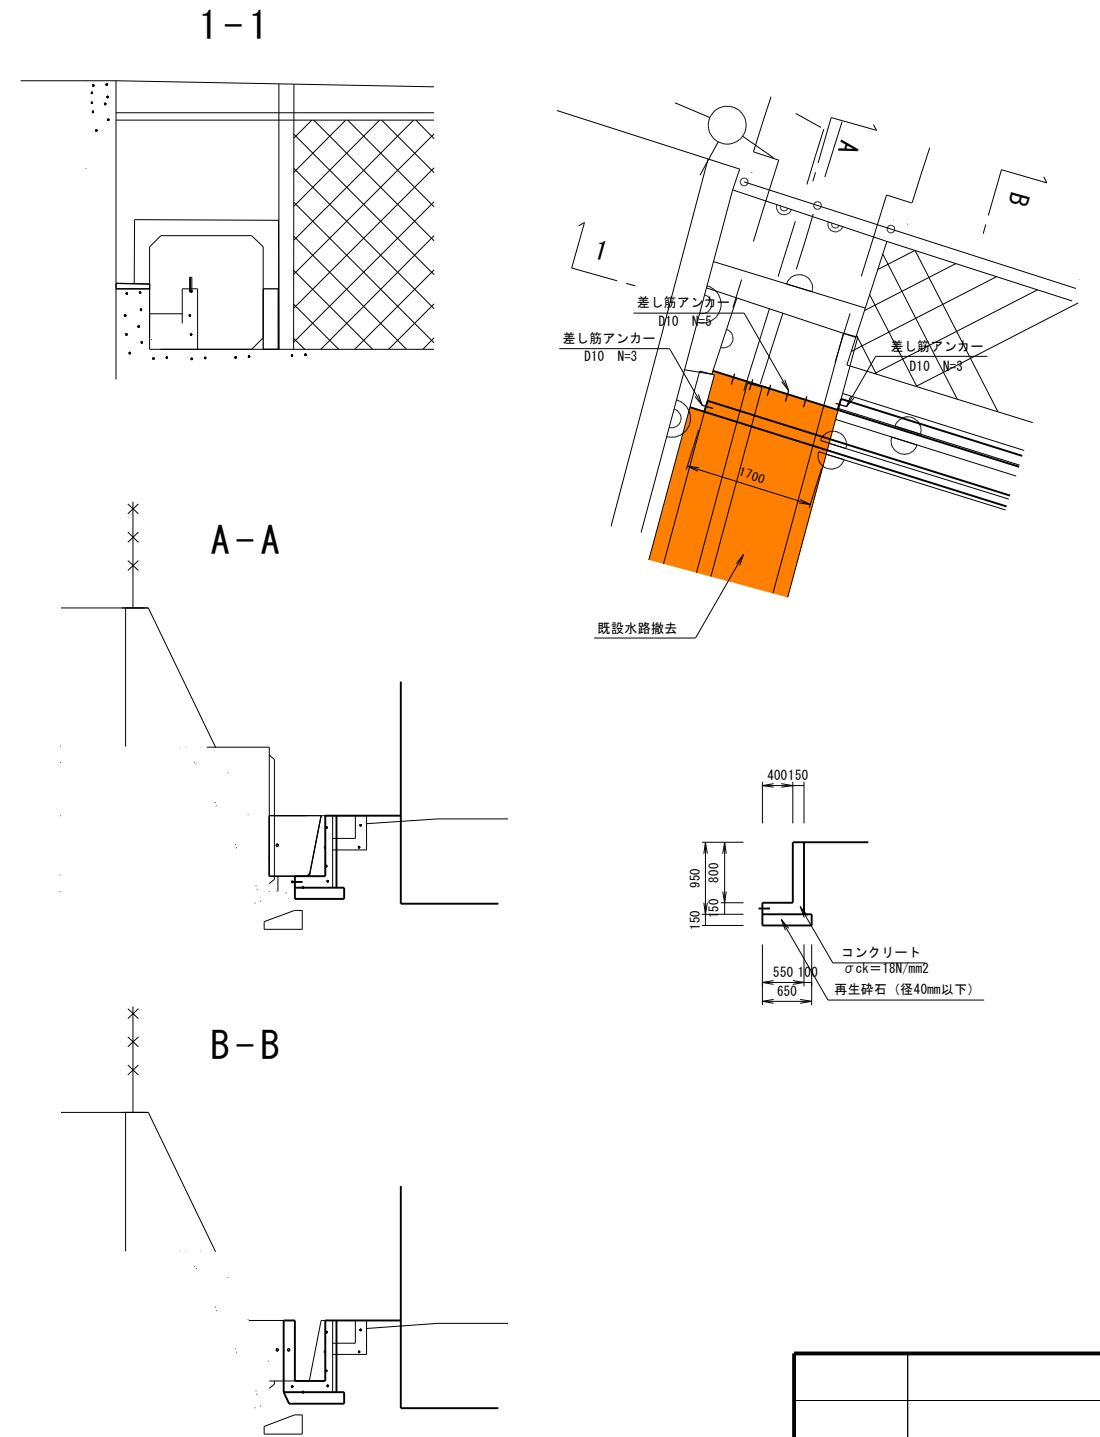 1-1
A
B
1
差し筋アンカー
D10 N=5
差し筋アンカー
D10 N=3
差し筋アンカー
D10 N=3
1700
既設水路撤去
A-A
400 150
950
800
150
150
コンクリート
σck=18N/mm2
550 100
再生砕石（径40mm以下）
650
B-B